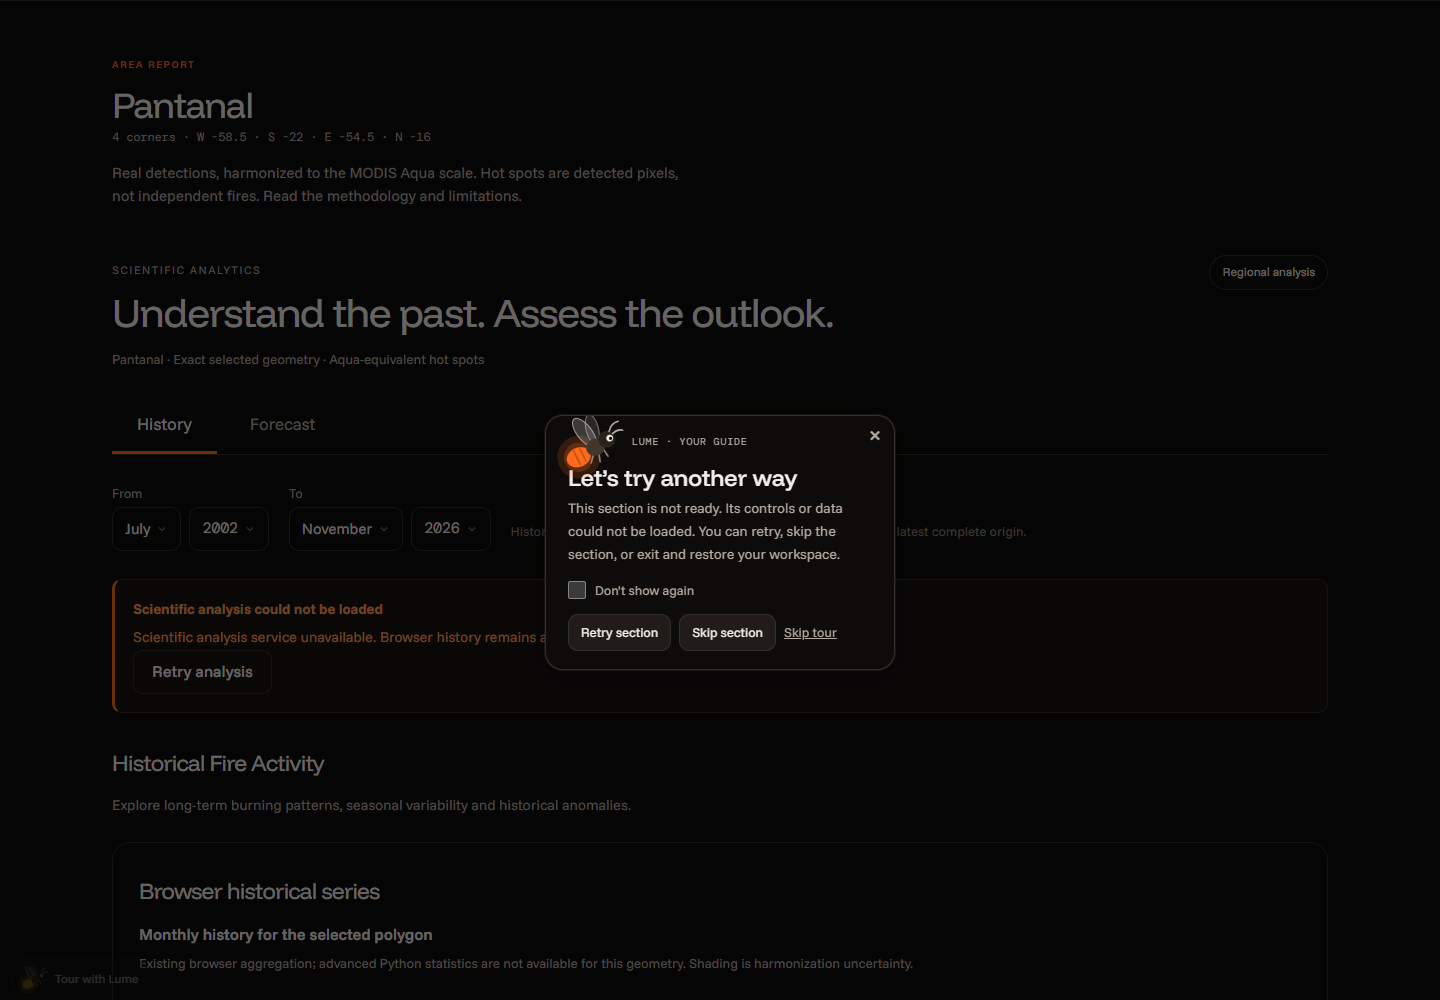 AREA REPORT
Pantanal
4 corners · W -58.5 · S -22 · E -54.5 · N -16
Real detections, harmonized to the MODIS Aqua scale. Hot spots are detected pixels,
not independent fires. Read the methodology and limitations.
SCIENTIFIC ANALYTICS
Regional analysis
Understand the past. Assess the outlook.
Pantanal · Exact selected geometry · Aqua-equivalent hot spots
History
Forecast
From
To
July
2002
November
2026
latest complete origin.
LUME · YOUR GUIDE
Let's try another way
This section is not ready. Its controls or data
could not be loaded. You can retry, skip the
section, or exit and restore your workspace.
Don't show again
Retry section
Skip section
Skip tour
Scientific analysis could not be loaded
Scientific analysis service unavailable. Browser history remains
Retry analysis
Historical Fire Activity
Explore long-term burning patterns, seasonal variability and historical anomalies.
Browser historical series
Monthly history for the selected polygon
Existing browser aggregation; advanced Python statistics are not available for this geometry. Shading is harmonization uncertainty.
Tour with Lume